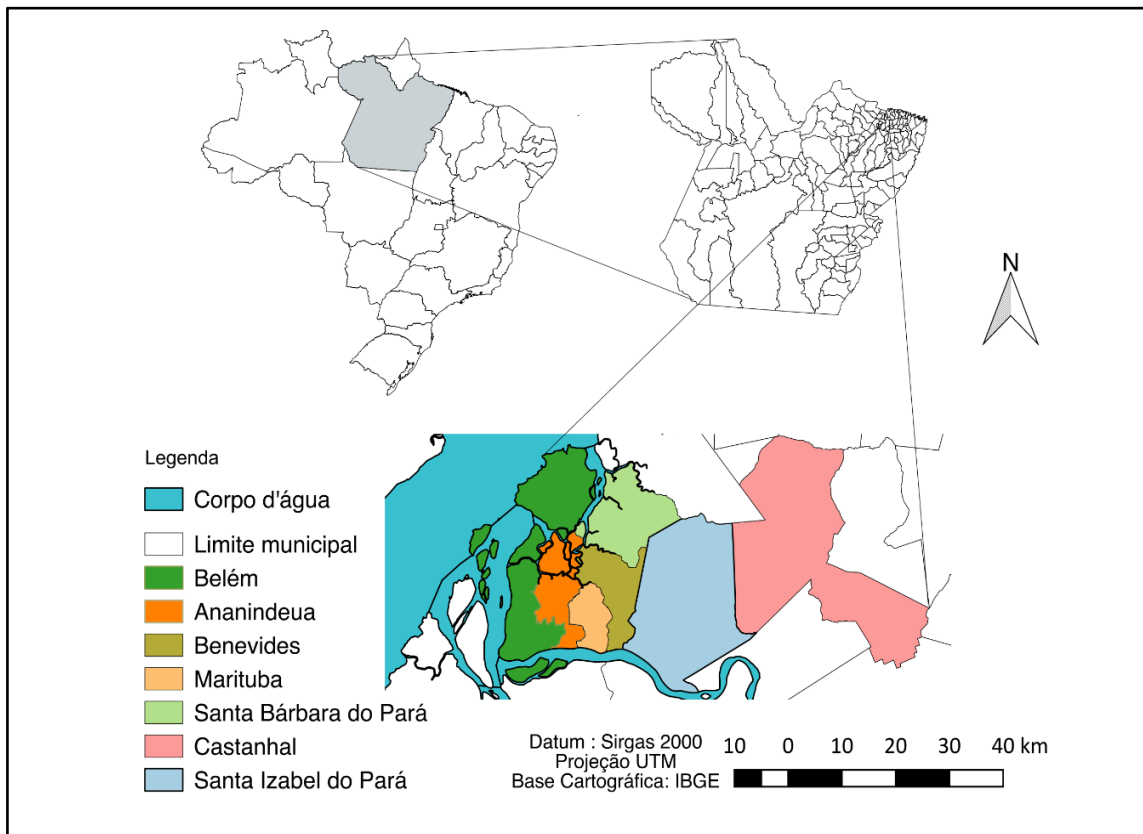 N
Legenda
Corpo d'água
Limite municipal
Belém
Ananindeua
Benevides
Marituba
Santa Bárbara do Pará
Castanhal
Santa Izabel do Pará
Datum : Sirgas 2000
Projeção UTM
Base Cartográfica: IBGE
10 0 10 20 30 40 km